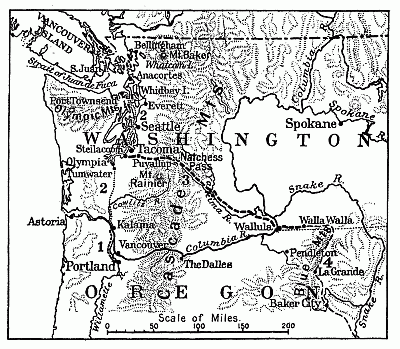 VANCOUVER
ISLAND
Bellingham
Mt. Baker
Whatcom L.
S. Juan I.
Strait of Juan de Fuca
Anacortes
Whidby I.
Port Townsend
Everett
Olympic Mts.
2
Seattle
Columbia R.
Spokane R.
Spokane
WASHINGTON
Steilacoom
Tacoma
Puyallup
Natchess
Pass
Olympia
Tumwater
Mt.
Rainier
3
2
Yakima R.
Snake R.
Cowlitz
Astoria
Kalama
Cascade Mts.
Wallula
Walla Walla
Vancouver
Columbia R.
1
Portland
The Dalles
Pendleton
4
La Grande
Blue Mts.
Willamette
OREGON
Baker City
Snake R.
Scale of Miles.
0 50 100 200